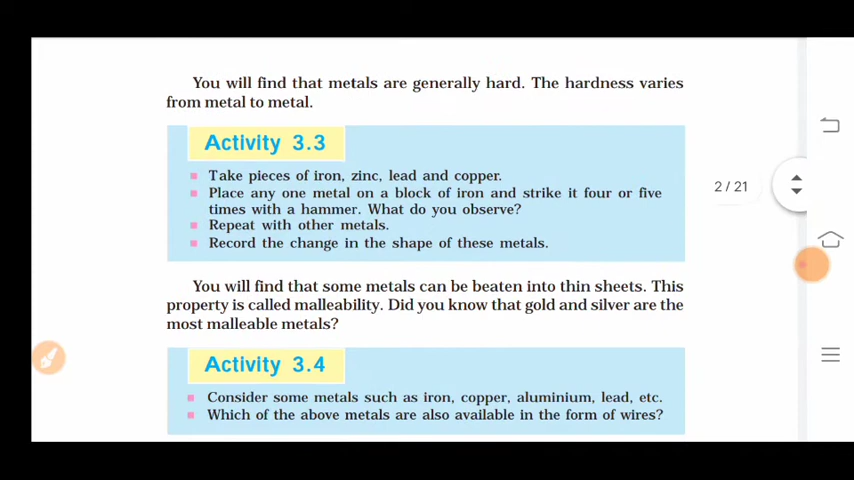 You will find that metals are generally hard. The hardness varies
from metal to metal.
Activity 3.3
Take pieces of iron, zinc, lead and copper.
Place any one metal on a block of iron and strike it four or five
times with a hammer. What do you observe?
Repeat with other metals.
Record the change in the shape of these metals.
2 / 21
You will find that some metals can be beaten into thin sheets. This
property is called malleability. Did you know that gold and silver are the
most malleable metals?
Activity 3.4
Consider some metals such as iron, copper, aluminium, lead, etc.
Which of the above metals are also available in the form of wires?